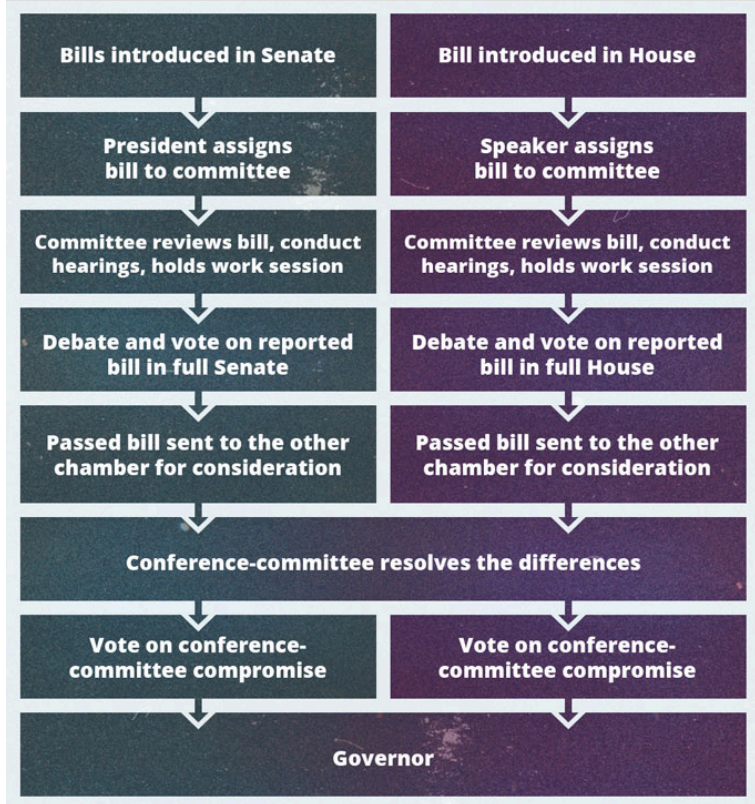 Bills introduced in Senate
Bill introduced in House
President assigns
bill to committee
Speaker assigns
bill to committee
Committee reviews bill, conduct
hearings, holds work session
Committee reviews bill, conduct
hearings, holds work session
Debate and vote on reported
bill in full Senate
Debate and vote on reported
bill in full House
Passed bill sent to the other
chamber for consideration
Passed bill sent to the other
chamber for consideration
Conference-committee resolves the differences
Vote on conference-
committee compromise
Vote on conference-
committee compromise
Governor